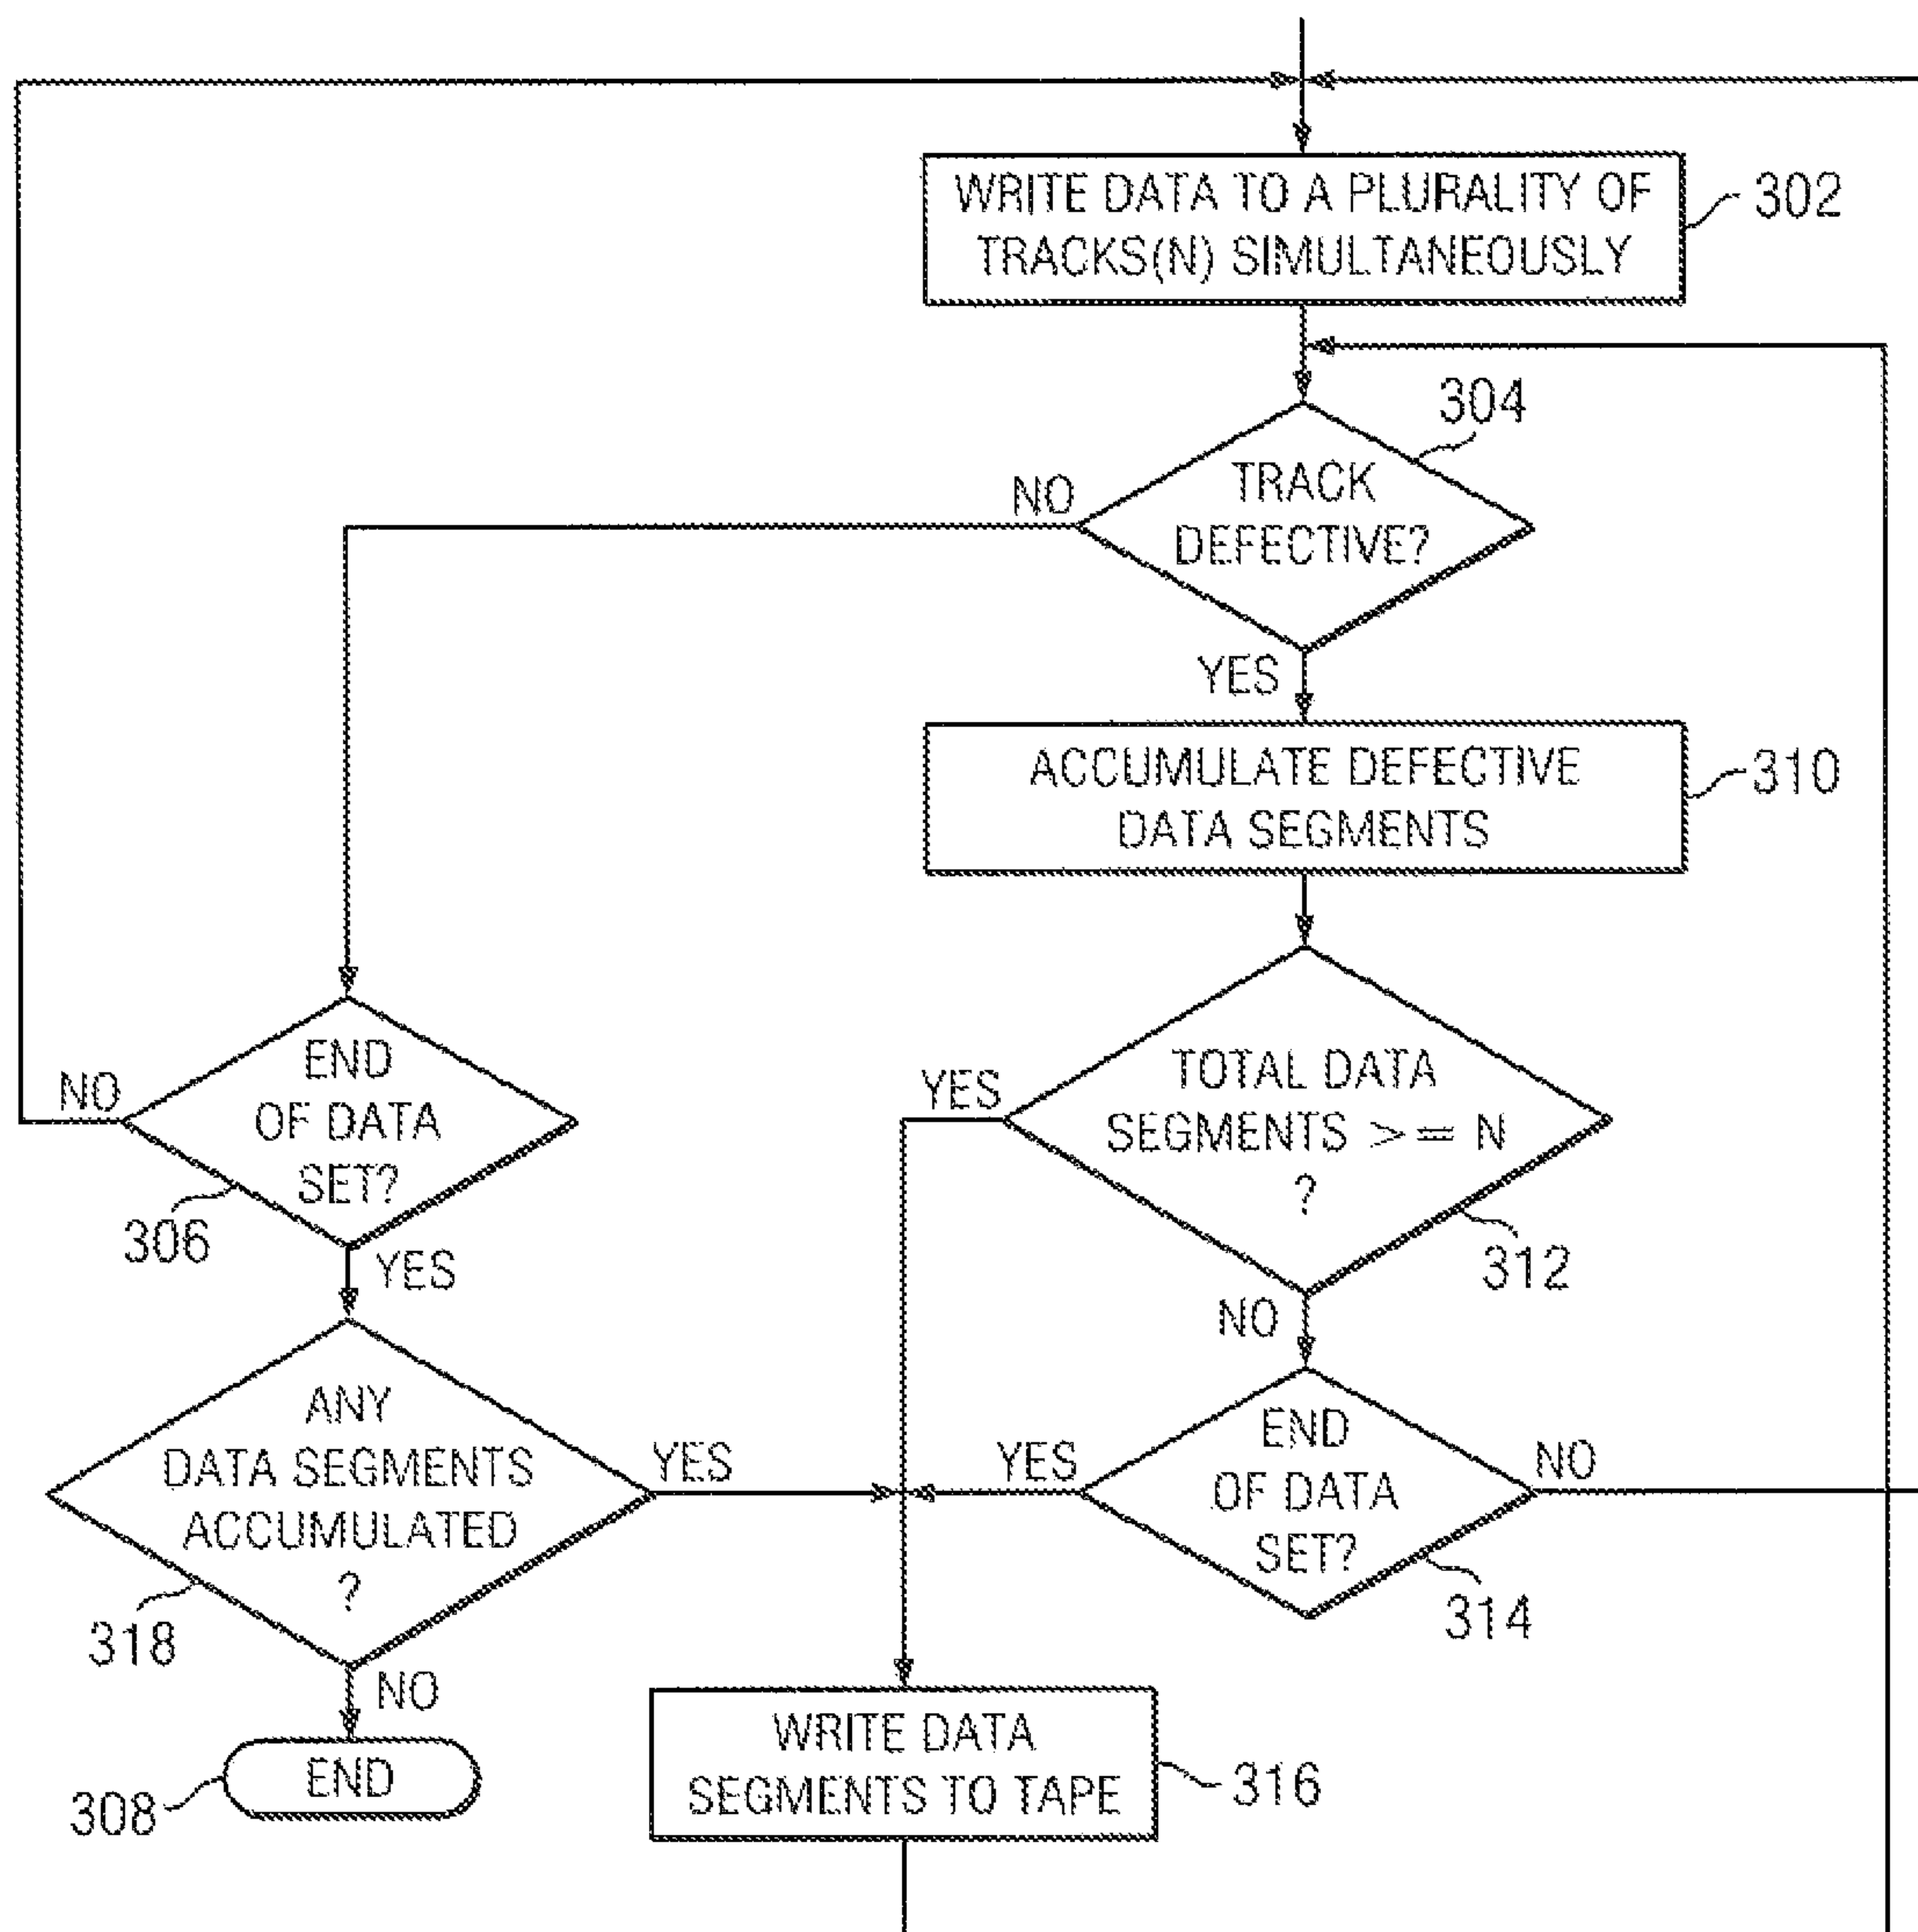 WRITE DATA TO A PLURALITY OF
TRACKS(N) SIMULTANEOUSLY
302
304
TRACK
DEFECTIVE?
NO
YES
ACCUMULATE DEFECTIVE
DATA SEGMENTS
310
END
OF DATA
SET?
NO
306
YES
TOTAL DATA
SEGMENTS >= N
?
YES
312
NO
ANY
DATA SEGMENTS
ACCUMULATED
?
YES
318
NO
END
OF DATA
SET?
YES
NO
314
END
308
WRITE DATA
SEGMENTS TO TAPE
316